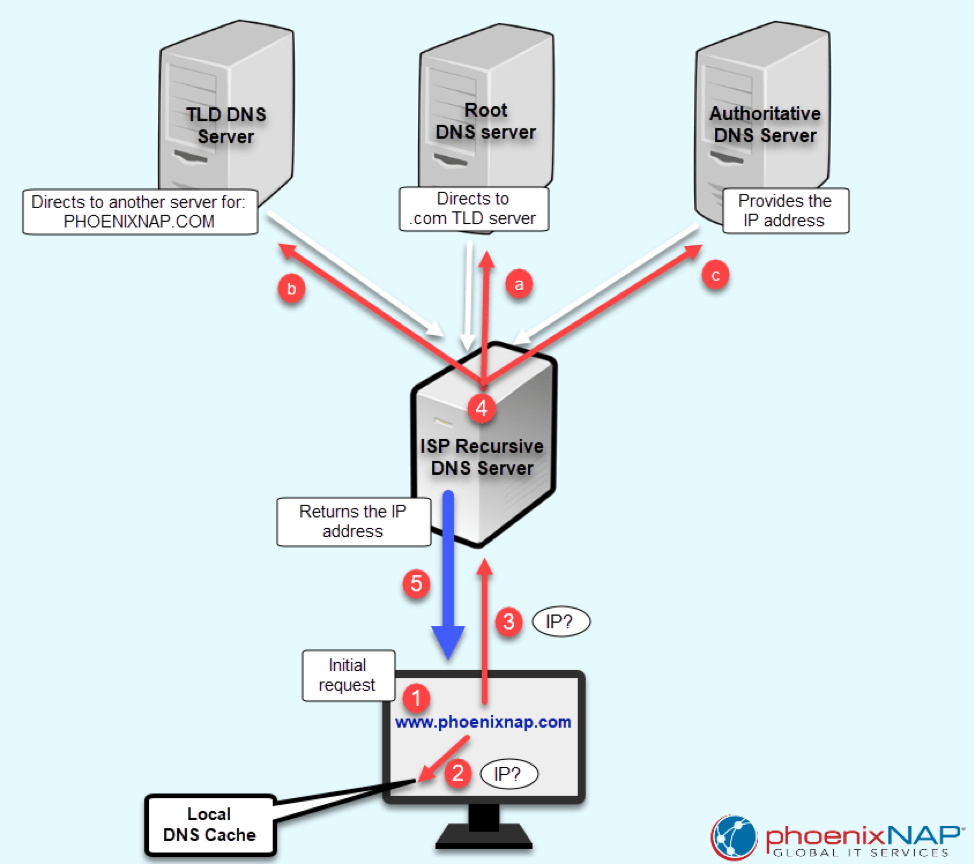 TLD DNS
Server
Root
DNS server
Authoritative
DNS Server
Directs to another server for:
PHOENIXNAP.COM
Directs to
.com TLD server
Provides the
IP address
b
a
c
4
ISP Recursive
DNS Server
Returns the IP
address
5
3
IP?
Initial
request
1
www.phoenixnap.com
2
IP?
Local
DNS Cache
phoenixNAP
GLOBAL IT SERVICES